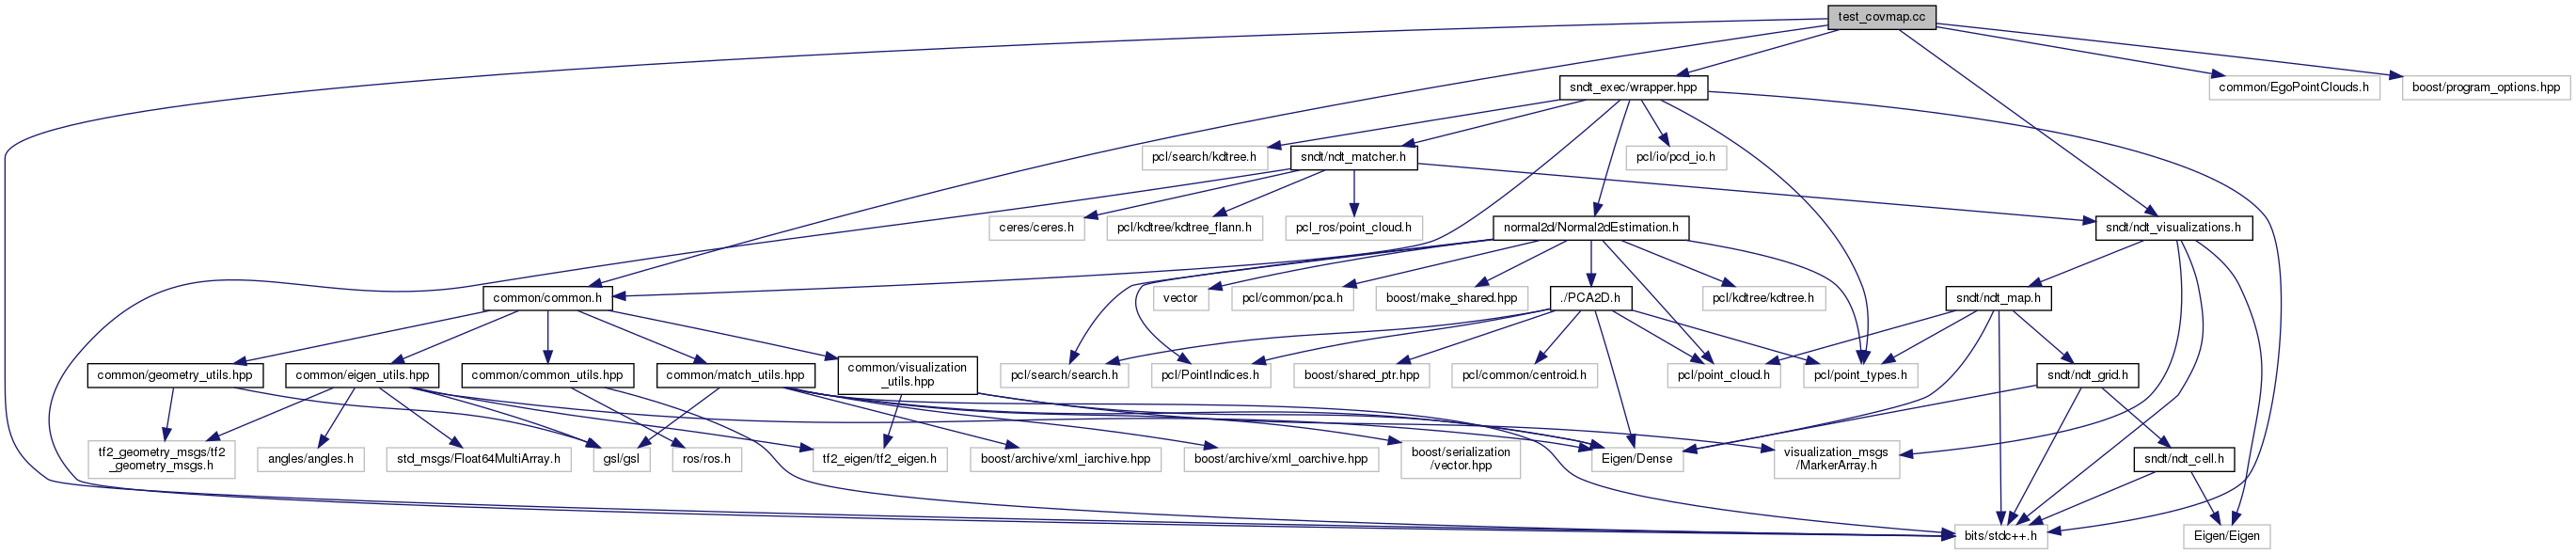 test_covmap.cc
sndt_exec/wrapper.hpp
common/EgoPointClouds.h
boost/program_options.hpp
pcl/search/kdtree.h
sndt/ndt_matcher.h
pcl/io/pcd_io.h
ceres/ceres.h
pcl/kdtree/kdtree_flann.h
pcl_ros/point_cloud.h
normal2d/Normal2dEstimation.h
sndt/ndt_visualizations.h
common/common.h
vector
pcl/common/pca.h
boost/make_shared.hpp
./PCA2D.h
pcl/kdtree/kdtree.h
sndt/ndt_map.h
common/geometry_utils.hpp
common/eigen_utils.hpp
common/common_utils.hpp
common/match_utils.hpp
common/visualization
_utils.hpp
pcl/search/search.h
pcl/PointIndices.h
boost/shared_ptr.hpp
pcl/common/centroid.h
pcl/point_cloud.h
pcl/point_types.h
sndt/ndt_grid.h
tf2_geometry_msgs/tf2
_geometry_msgs.h
angles/angles.h
std_msgs/Float64MultiArray.h
gsl/gsl
ros/ros.h
tf2_eigen/tf2_eigen.h
boost/archive/xml_iarchive.hpp
boost/archive/xml_oarchive.hpp
boost/serialization
/vector.hpp
Eigen/Dense
visualization_msgs
/MarkerArray.h
sndt/ndt_cell.h
bits/stdc++.h
Eigen/Eigen